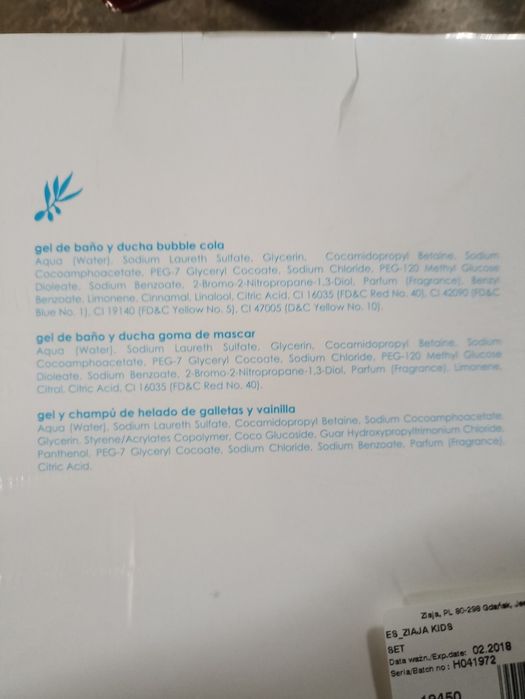 gel de baño y ducha bubble cola
Aqua (Water), Sodium Laureth Sulfate, Glycerin, Cocamidopropyl Betaine, Sodium
Cocoamphoacetate, PEG-7 Glyceryl Cocoate, Sodium Chloride, PEG-120 Methyl Glucose
Dioleate, Sodium Benzoate, 2-Bromo-2-Nitropropane-1,3-Diol, Parfum (Fragrance), Benzyl
Benzoate, Limonene, Cinnamal, Linalool, Citric Acid, CI 16035 (FD&C Red No. 40), CI 42090 (FD&C
Blue No. 1), CI 19140 (FD&C Yellow No. 5), CI 47005 (D&C Yellow No. 10).
gel de baño y ducha goma de mascar
Aqua (Water), Sodium Laureth Sulfate, Glycerin, Cocamidopropyl Betaine, Sodium
Cocoamphoacetate, PEG-7 Glyceryl Cocoate, Sodium Chloride, PEG-120 Methyl Glucose
Dioleate, Sodium Benzoate, 2-Bromo-2-Nitropropane-1,3-Diol, Parfum (Fragrance), Limonene,
Citral, Citric Acid, CI 16035 (FD&C Red No. 40).
gel y champú de helado de galletas y vainilla
Aqua (Water), Sodium Laureth Sulfate, Cocamidopropyl Betaine, Sodium Cocoamphoacetate,
Glycerin, Styrene/Acrylates Copolymer, Coco Glucoside, Guar Hydroxypropyltrimonium Chloride,
Panthenol, PEG-7 Glyceryl Cocoate, Sodium Chloride, Sodium Benzoate, Parfum (Fragrance),
Citric Acid.
Ziaja, PL 80-298 Gdańsk,
ES_ZIAJA KIDS
SET
Data ważn./Exp.date: 02.2018
Seria/Batch no: H041972